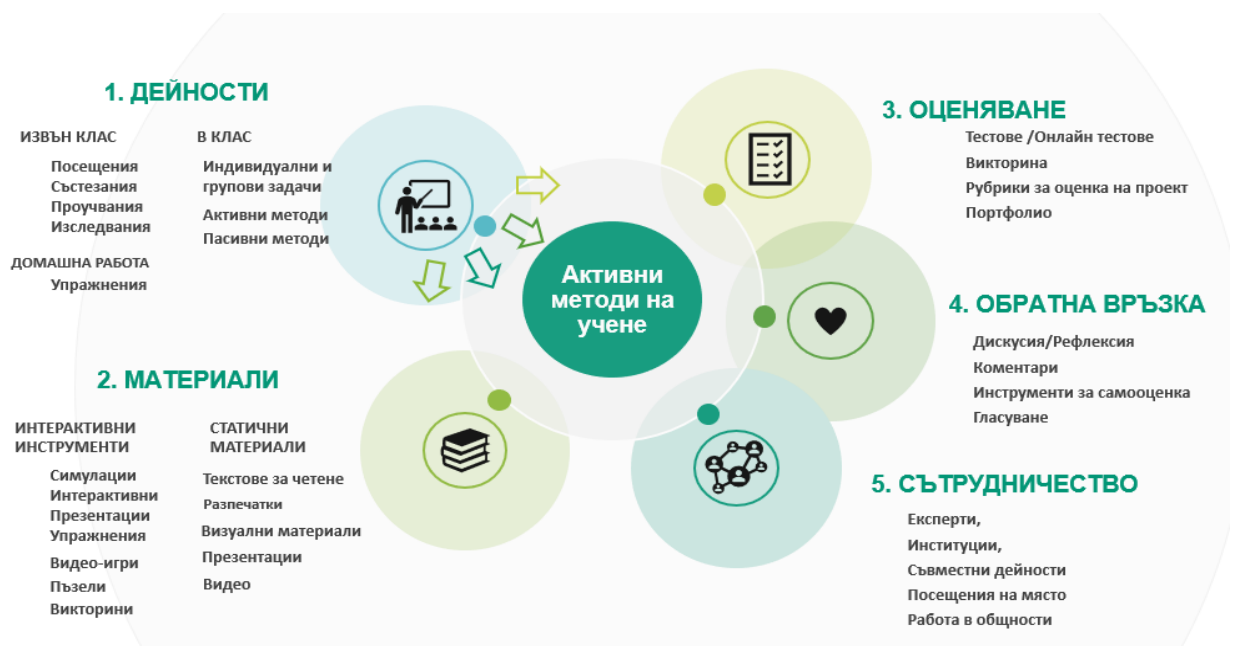 1. ДЕЙНОСТИ
ИЗВЪН КЛАС
Посещения
Състезания
Проучвания
Изследвания
ДОМАШНА РАБОТА
Упражнения
В КЛАС
Индивидуални и
групови задачи
Активни методи
Пасивни методи
2. МАТЕРИАЛИ
ИНТЕРАКТИВНИ
ИНСТРУМЕНТИ
Симулации
Интерактивни
Презентации
Упражнения
Видео-игри
Пъзели
Викторини
СТАТИЧНИ
МАТЕРИАЛИ
Текстове за четене
Разпечатки
Визуални материали
Презентации
Видео
Активни
методи на
учене
3. ОЦЕНЯВАНЕ
Тестове /Онлайн тестове
Викторина
Рубрики за оценка на проект
Портфолио
4. ОБРАТНА ВРЪЗКА
Дискусия/Рефлексия
Коментари
Инструменти за самооценка
Гласуване
5. СЪТРУДНИЧЕСТВО
Експерти,
Институции,
Съвместни дейности
Посещения на място
Работа в общности